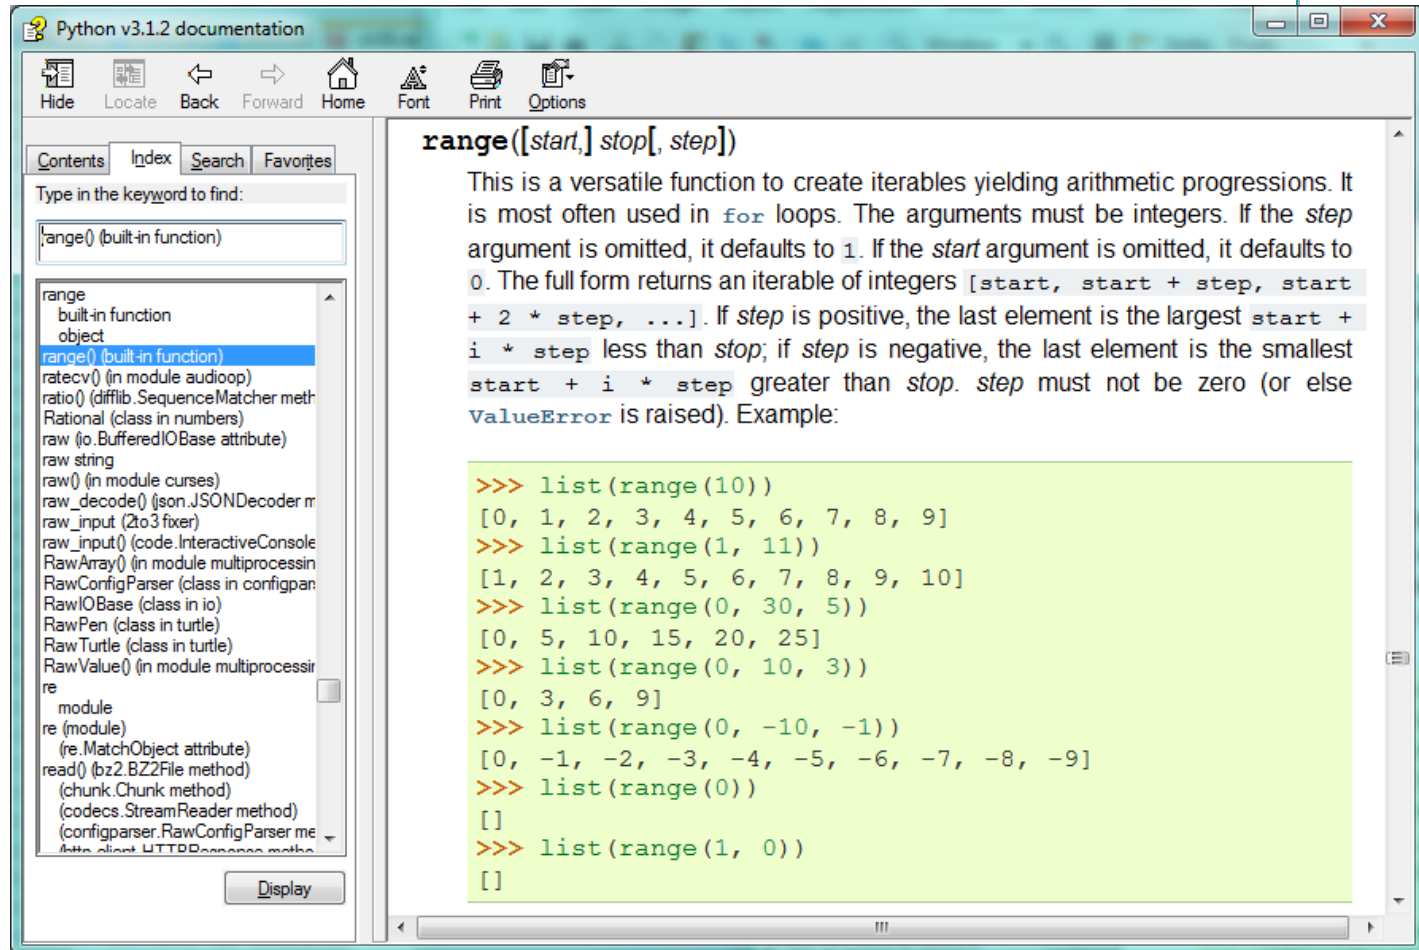 Python v3.1.2 documentation
Hide Locate Back Forward Home Font Print Options
Contents Index Search Favorites
Type in the keyword to find:
range() (built-in function)
range
built-in function
object
range() (built-in function)
ratecv() (in module audioop)
ratio() (difflib.SequenceMatcher meth
Rational (class in numbers)
raw (io.BufferedIOBase attribute)
raw string
raw() (in module curses)
raw_decode() (json.JSONDecoder m
raw_input (2to3 fixer)
raw_input() (code.InteractiveConsole
RawArray() (in module multiprocessin
RawConfigParser (class in configpar
RawIOBase (class in io)
RawPen (class in turtle)
RawTurtle (class in turtle)
RawValue() (in module multiprocessir
re
module
re (module)
(re.MatchObject attribute)
read() (bz2.BZ2File method)
(chunk.Chunk method)
(codecs.StreamReader method)
(configparser.RawConfigParser me
(http.client.HTTPResponse metho
Display
range([start,] stop[, step])
This is a versatile function to create iterables yielding arithmetic progressions. It
is most often used in for loops. The arguments must be integers. If the step
argument is omitted, it defaults to 1. If the start argument is omitted, it defaults to
0. The full form returns an iterable of integers [start, start + step, start
+ 2 * step, ...]. If step is positive, the last element is the largest start +
i * step less than stop; if step is negative, the last element is the smallest
start + i * step greater than stop. step must not be zero (or else
ValueError is raised). Example:
>>> list(range(10))
[0, 1, 2, 3, 4, 5, 6, 7, 8, 9]
>>> list(range(1, 11))
[1, 2, 3, 4, 5, 6, 7, 8, 9, 10]
>>> list(range(0, 30, 5))
[0, 5, 10, 15, 20, 25]
>>> list(range(0, 10, 3))
[0, 3, 6, 9]
>>> list(range(0, -10, -1))
[0, -1, -2, -3, -4, -5, -6, -7, -8, -9]
>>> list(range(0))
[]
>>> list(range(1, 0))
[]